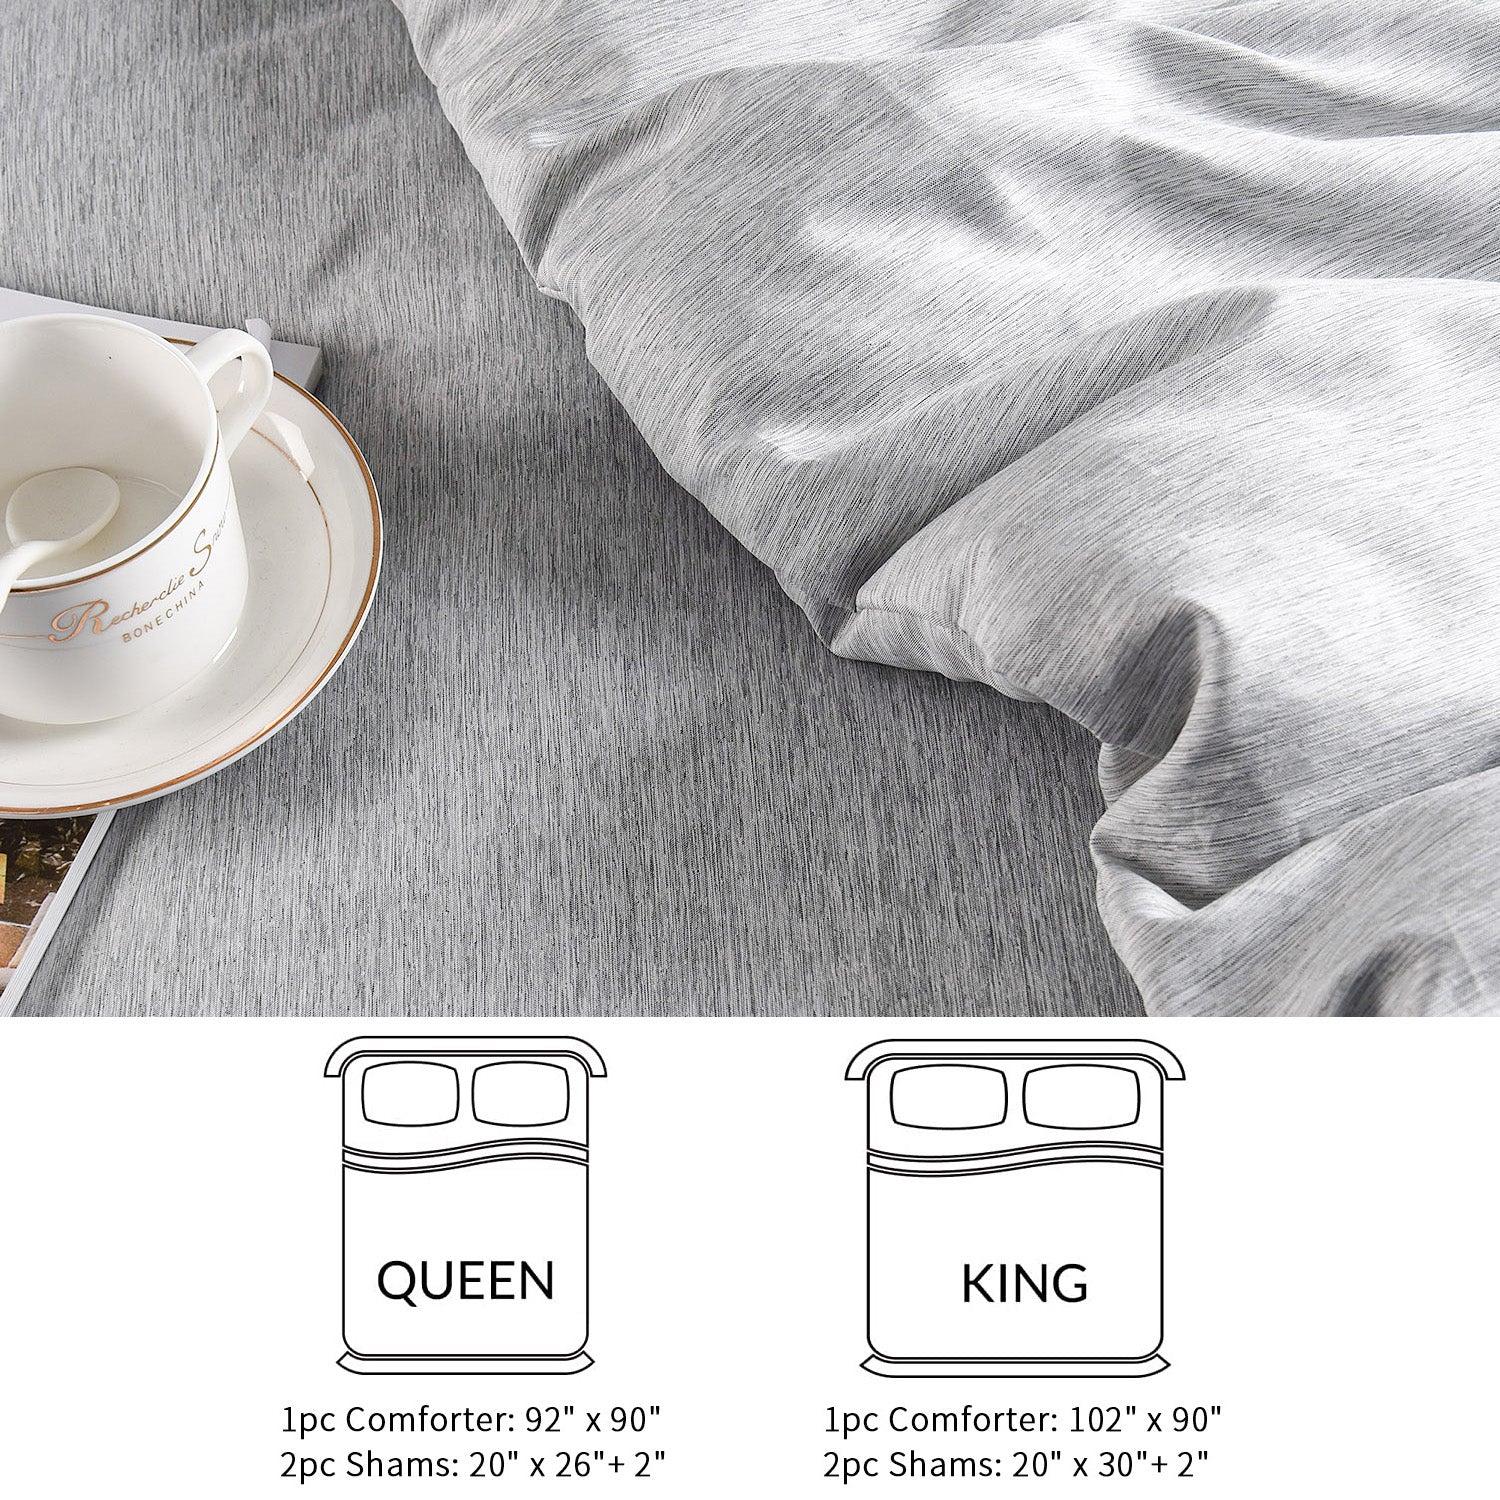 Recherclie
BONECHINA
QUEEN
KING
1pc Comforter: 92" x 90"
2pc Shams: 20" x 26"+ 2"
1pc Comforter: 102" x 90"
2pc Shams: 20" x 30"+ 2"